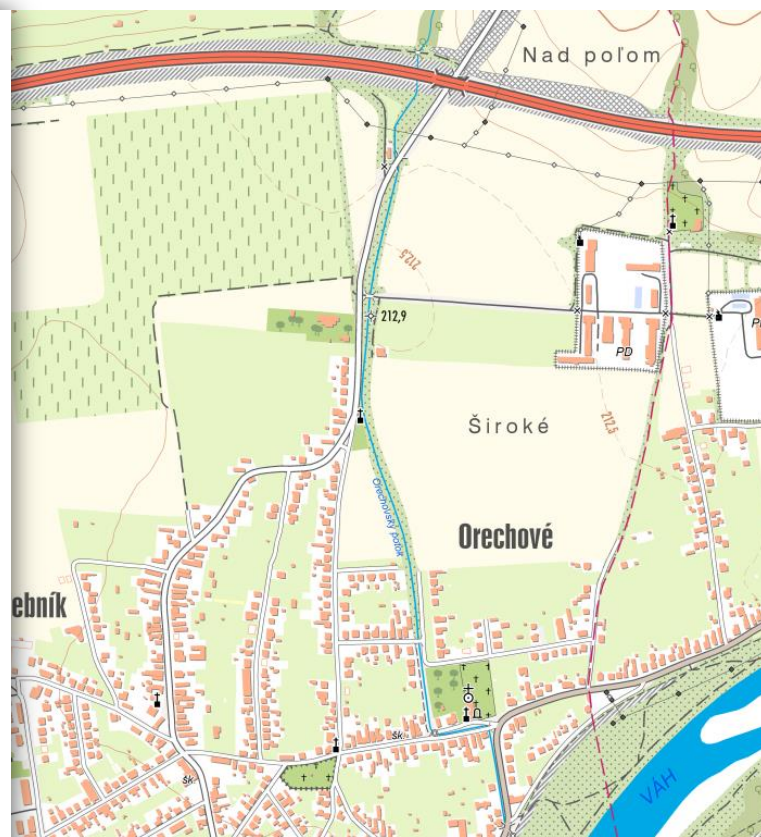 Nad poľom
212,5
212,9
PD
Široké
212,5
Orechovský potok
Orechové
ebník
šk
šk
VÁH